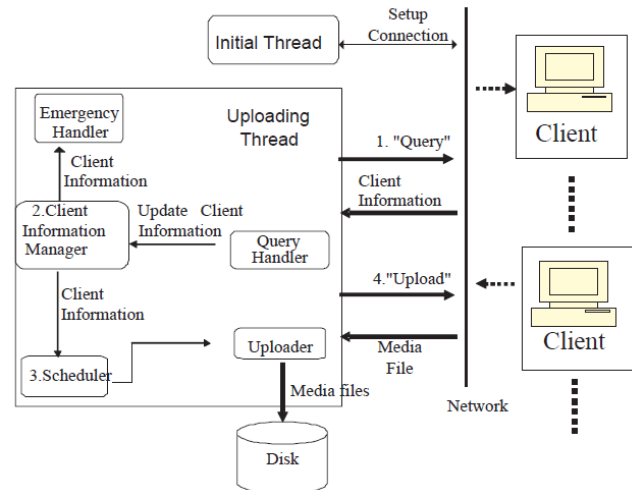 Setup
Connection
Initial Thread
Emergency
Handler
Uploading
Thread
1. "Query"
Client
Client
Information
Client
Information
2.Client
Information
Manager
Update Client
Information
Query
Handler
4."Upload"
Client
Information
Uploader
3.Scheduler
Media
File
Client
Media files
Network
Disk